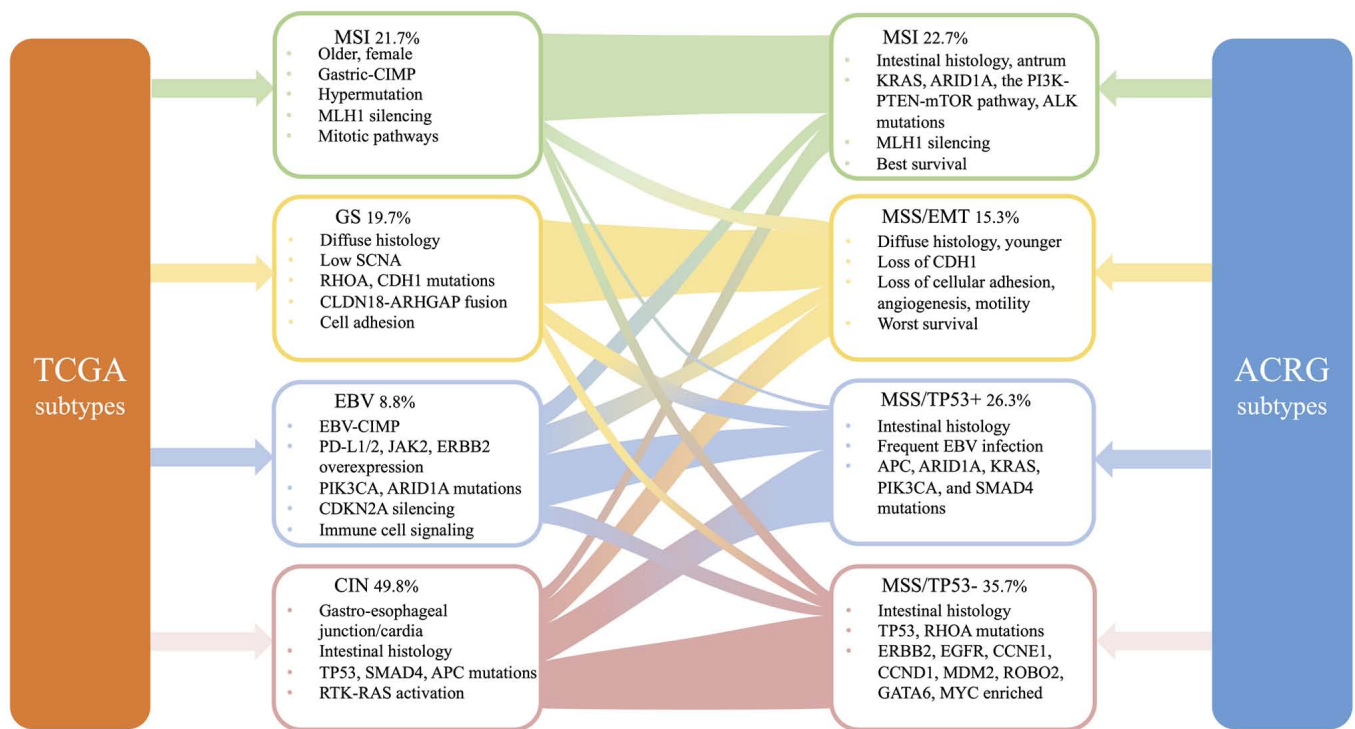 TCGA
subtypes
MSI 21.7%
Older, female
Gastric-CIMP
Hypermutation
MLH1 silencing
Mitotic pathways
GS 19.7%
Diffuse histology
Low SCNA
RHOA, CDH1 mutations
CLDN18-ARHGAP fusion
Cell adhesion
EBV 8.8%
EBV-CIMP
PD-L1/2, JAK2, ERBB2
overexpression
PIK3CA, ARID1A mutations
CDKN2A silencing
Immune cell signaling
CIN 49.8%
Gastro-esophageal
junction/cardia
Intestinal histology
TP53, SMAD4, APC mutations
RTK-RAS activation
MSI 22.7%
Intestinal histology, antrum
KRAS, ARID1A, the PI3K-
PTEN-mTOR pathway, ALK
mutations
MLH1 silencing
Best survival
MSS/EMT 15.3%
Diffuse histology, younger
Loss of CDH1
Loss of cellular adhesion,
angiogenesis, motility
Worst survival
MSS/TP53+ 26.3%
Intestinal histology
Frequent EBV infection
APC, ARID1A, KRAS,
PIK3CA, and SMAD4
mutations
MSS/TP53- 35.7%
Intestinal histology
TP53, RHOA mutations
ERBB2, EGFR, CCNE1,
CCND1, MDM2, ROBO2,
GATA6, MYC enriched
ACRG
subtypes